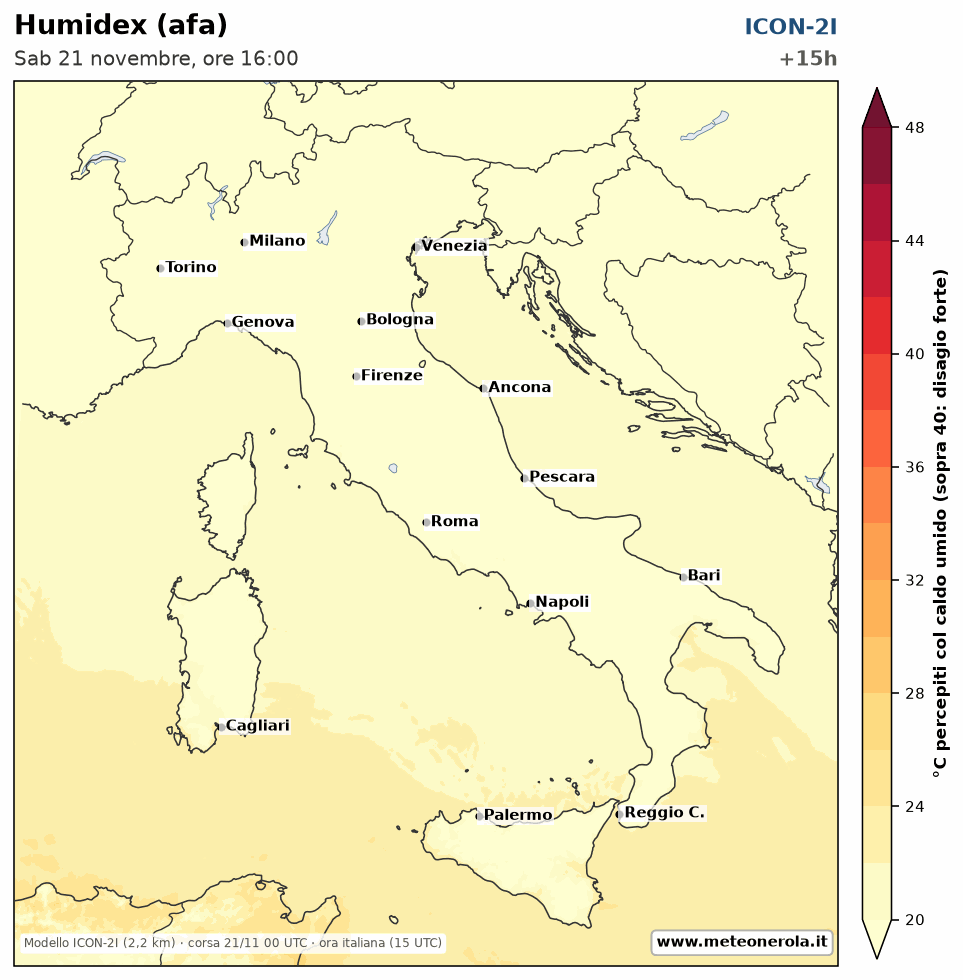 Humidex (afa)
ICON-2I
Sab 21 novembre, ore 16:00
+15h
48
44
40
36
32
28
24
20
°C percepiti col caldo umido (sopra 40: disagio forte)
Milano
Venezia
Torino
Genova
Bologna
Firenze
Ancona
Pescara
Roma
Bari
Napoli
Cagliari
Palermo
Reggio C.
Modello ICON-2I (2,2 km) · corsa 21/11 00 UTC · ora italiana (15 UTC)
www.meteonerola.it